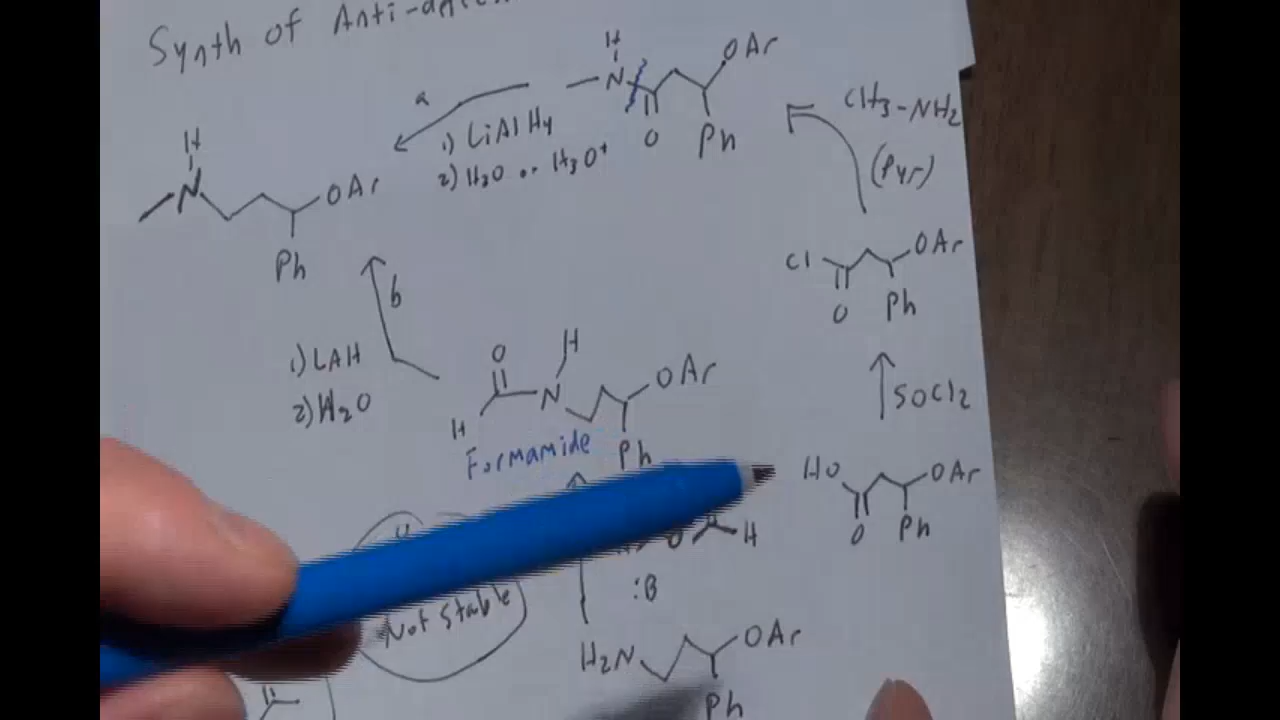 Synth of
H
N
OAr
O
Ph
a
1) LiAlH4
2) H2O or H3O+
CH3-NH2
(Pyr)
H
N
OAr
Ph
b
1) LAH
2) H2O
Cl
O
OAr
Ph
O
H
H
N
OAr
Ph
Formamide
SOCl2
HO
O
OAr
Ph
H
:B
Not Stable
H2N
OAr
Ph